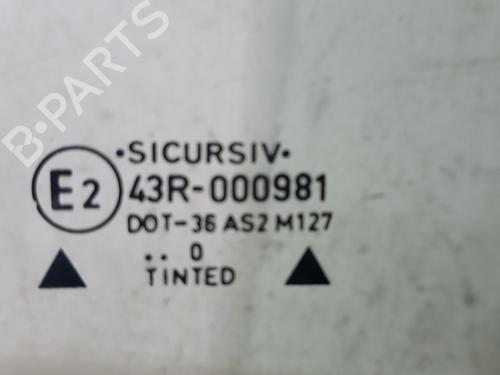 B-PARTS
•SICURSIV•
E2 43R-000981
DOT-36 AS2 M127
.. 0
TINTED